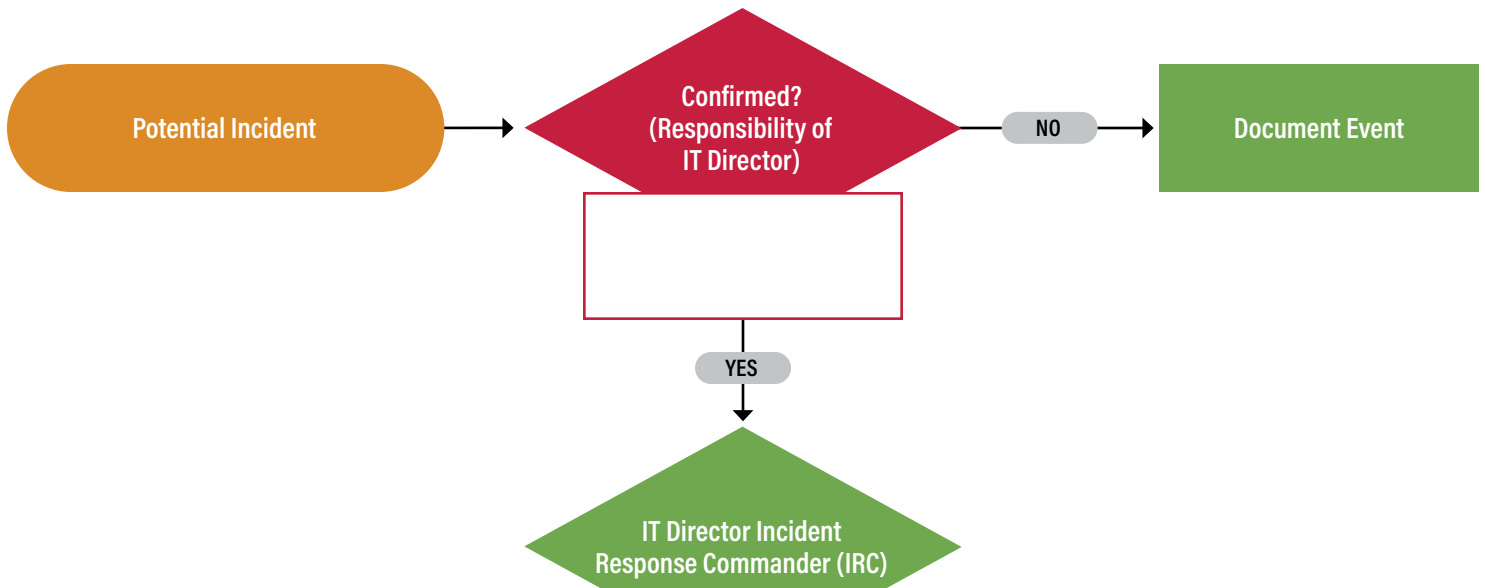 Potential Incident
Confirmed?
(Responsibility of
IT Director)
NO
Document Event
YES
IT Director Incident
Response Commander (IRC)